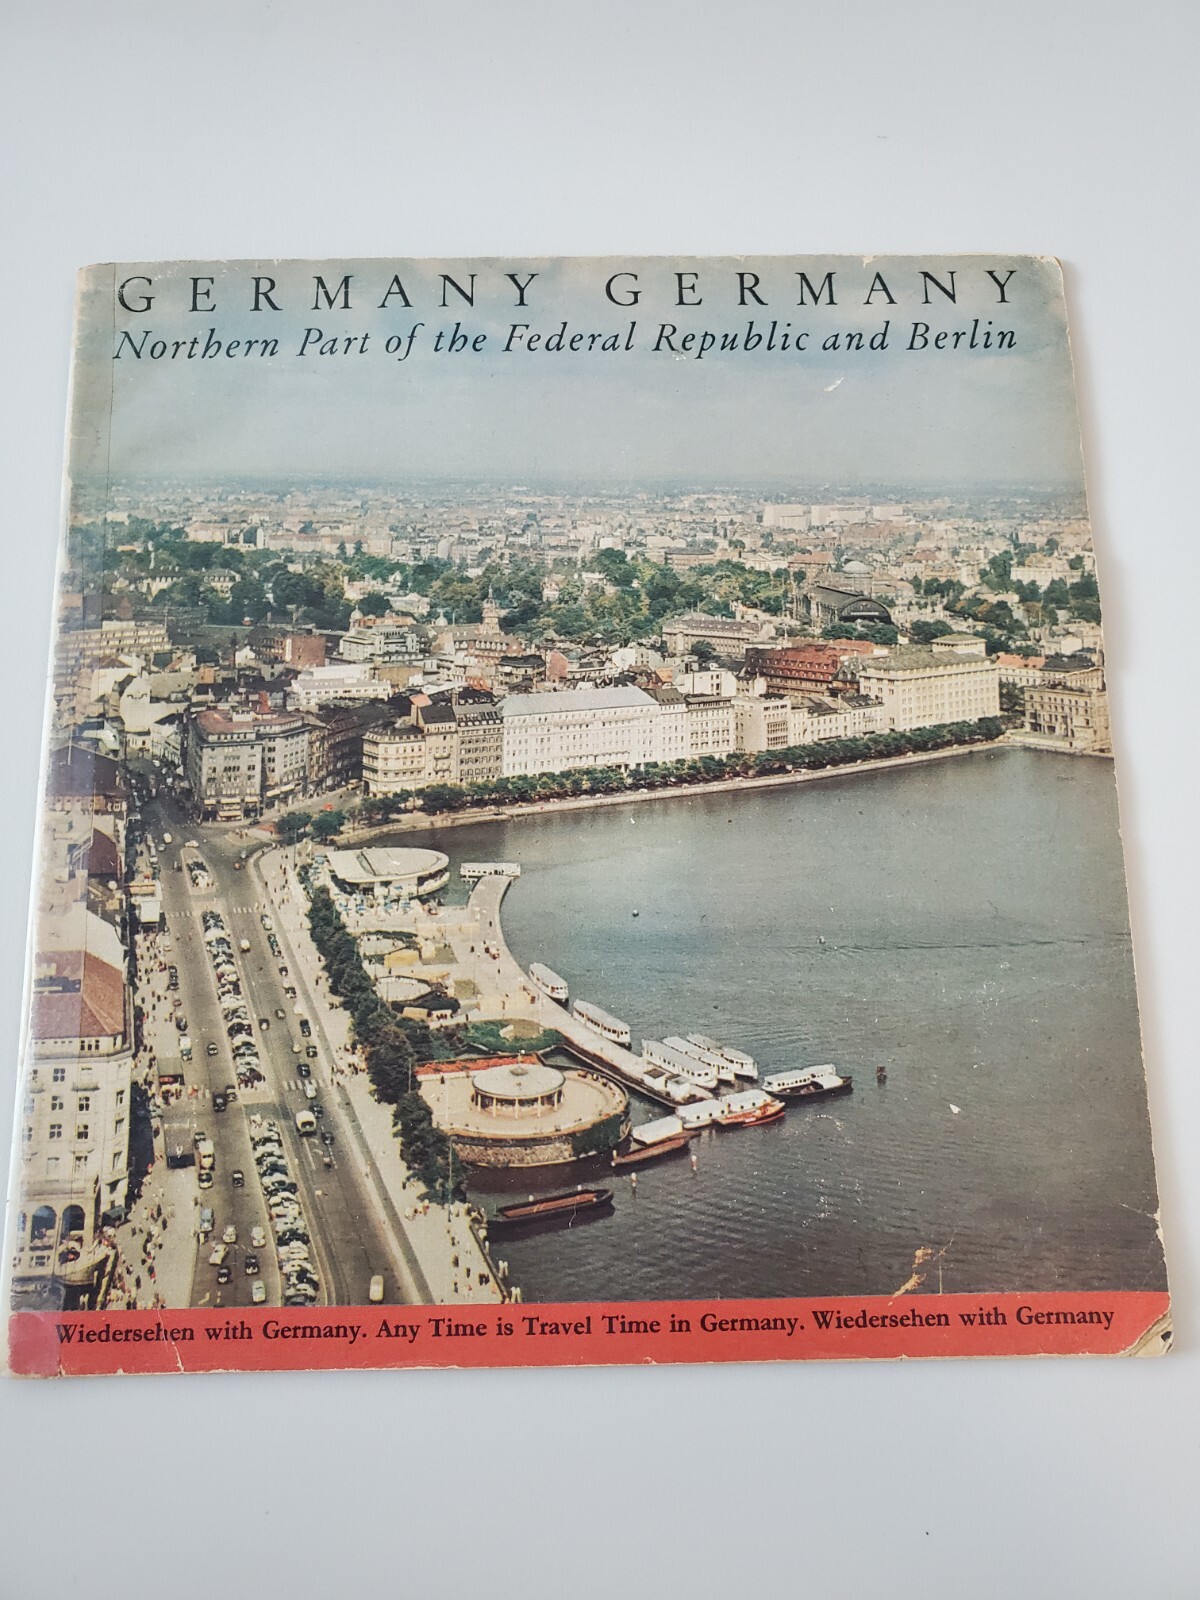 GERMANY GERMANY
Northern Part of the Federal Republic and Berlin
Wiedersehen with Germany. Any Time is Travel Time in Germany. Wiedersehen with Germany